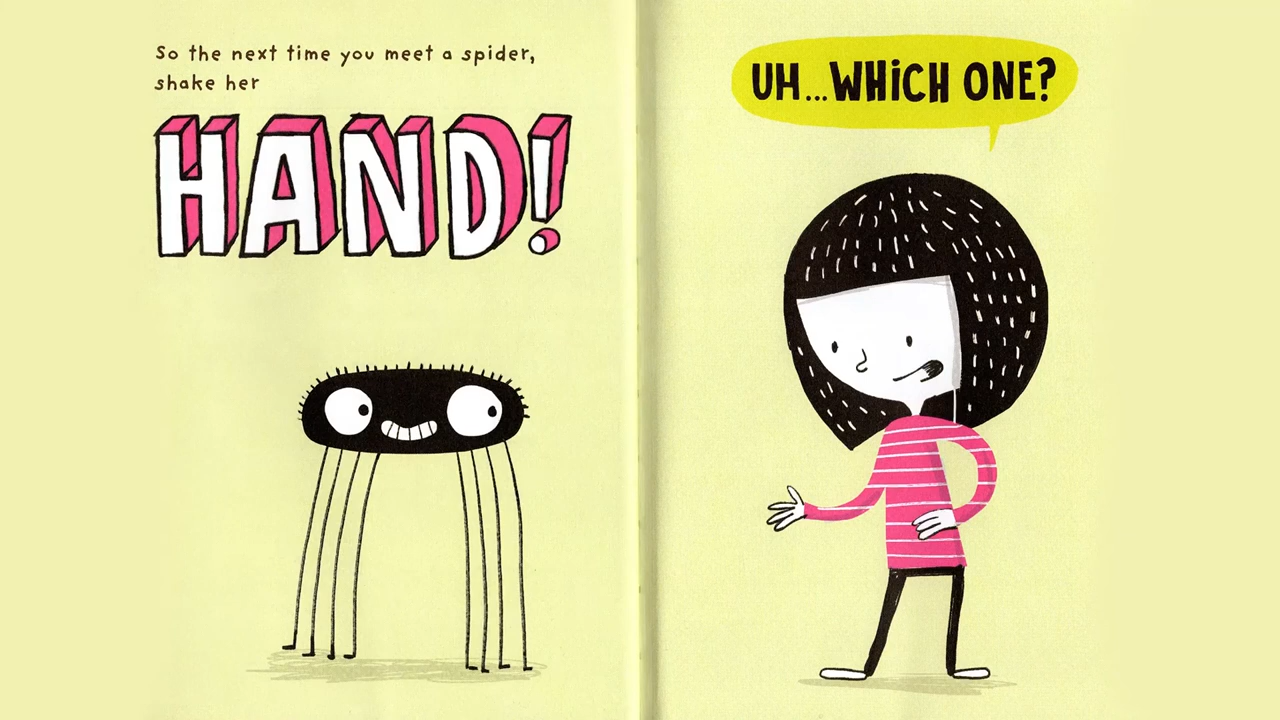 So the next time you meet a spider,
shake her
HAND!
UH...WHiCH ONE?